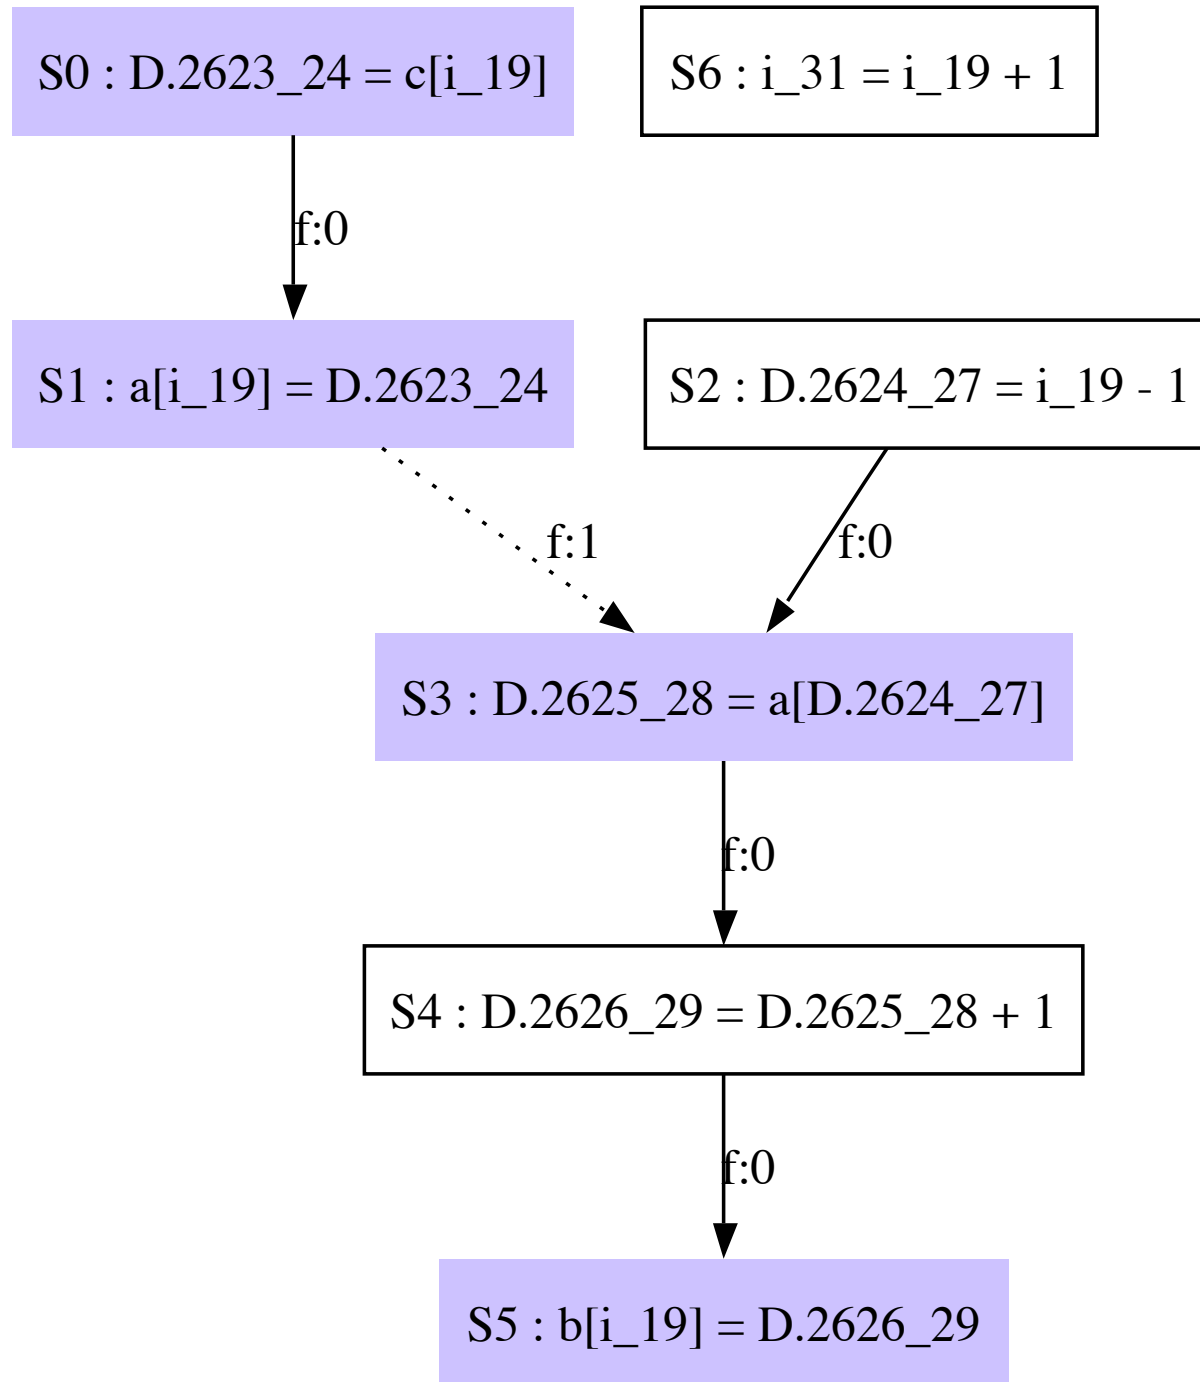 S0 : D.2623_24 = c[i_19]
S6 : i_31 = i_19 + 1
f:0
S1 : a[i_19] = D.2623_24
S2 : D.2624_27 = i_19 - 1
f:1
f:0
S3 : D.2625_28 = a[D.2624_27]
f:0
S4 : D.2626_29 = D.2625_28 + 1
f:0
S5 : b[i_19] = D.2626_29